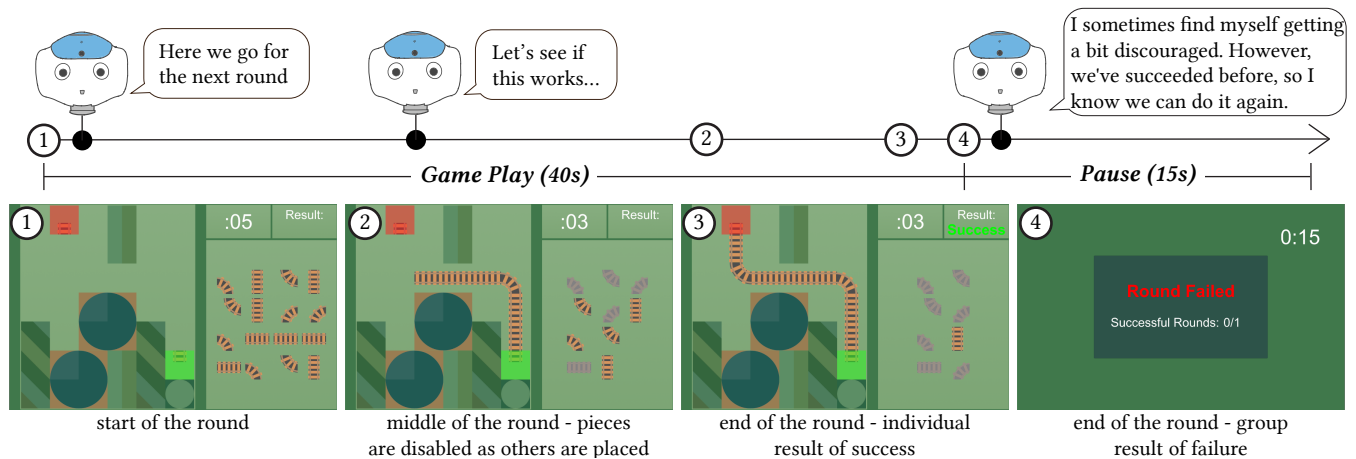 Here we go for
the next round
Let's see if
this works...
I sometimes find myself getting
a bit discouraged. However,
we've succeeded before, so I
know we can do it again.
1
2
3
4
Game Play (40s)
Pause (15s)
1
:05
Result:
2
:03
Result:
3
:03
Result:
Success
4
0:15
Round Failed
Successful Rounds: 0/1
start of the round
middle of the round - pieces
are disabled as others are placed
end of the round - individual
result of success
end of the round - group
result of failure